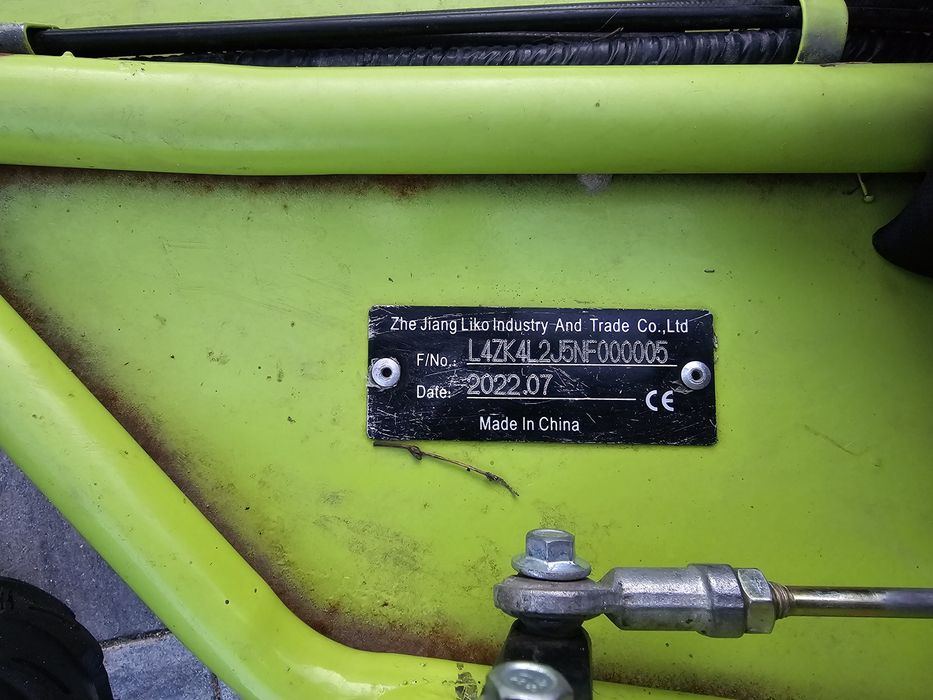 Zhe Jiang Liko Industry And Trade Co.,Ltd
F/No.: L4ZK4L2J5NF000005
Date: 2022.07
CE
Made In China